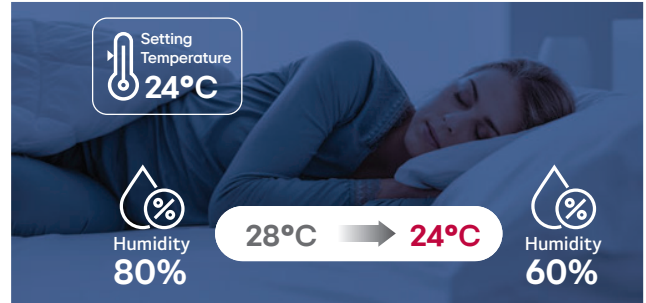 Setting
Temperature
24°C
%
Humidity
80%
28°C
24°C
%
Humidity
60%